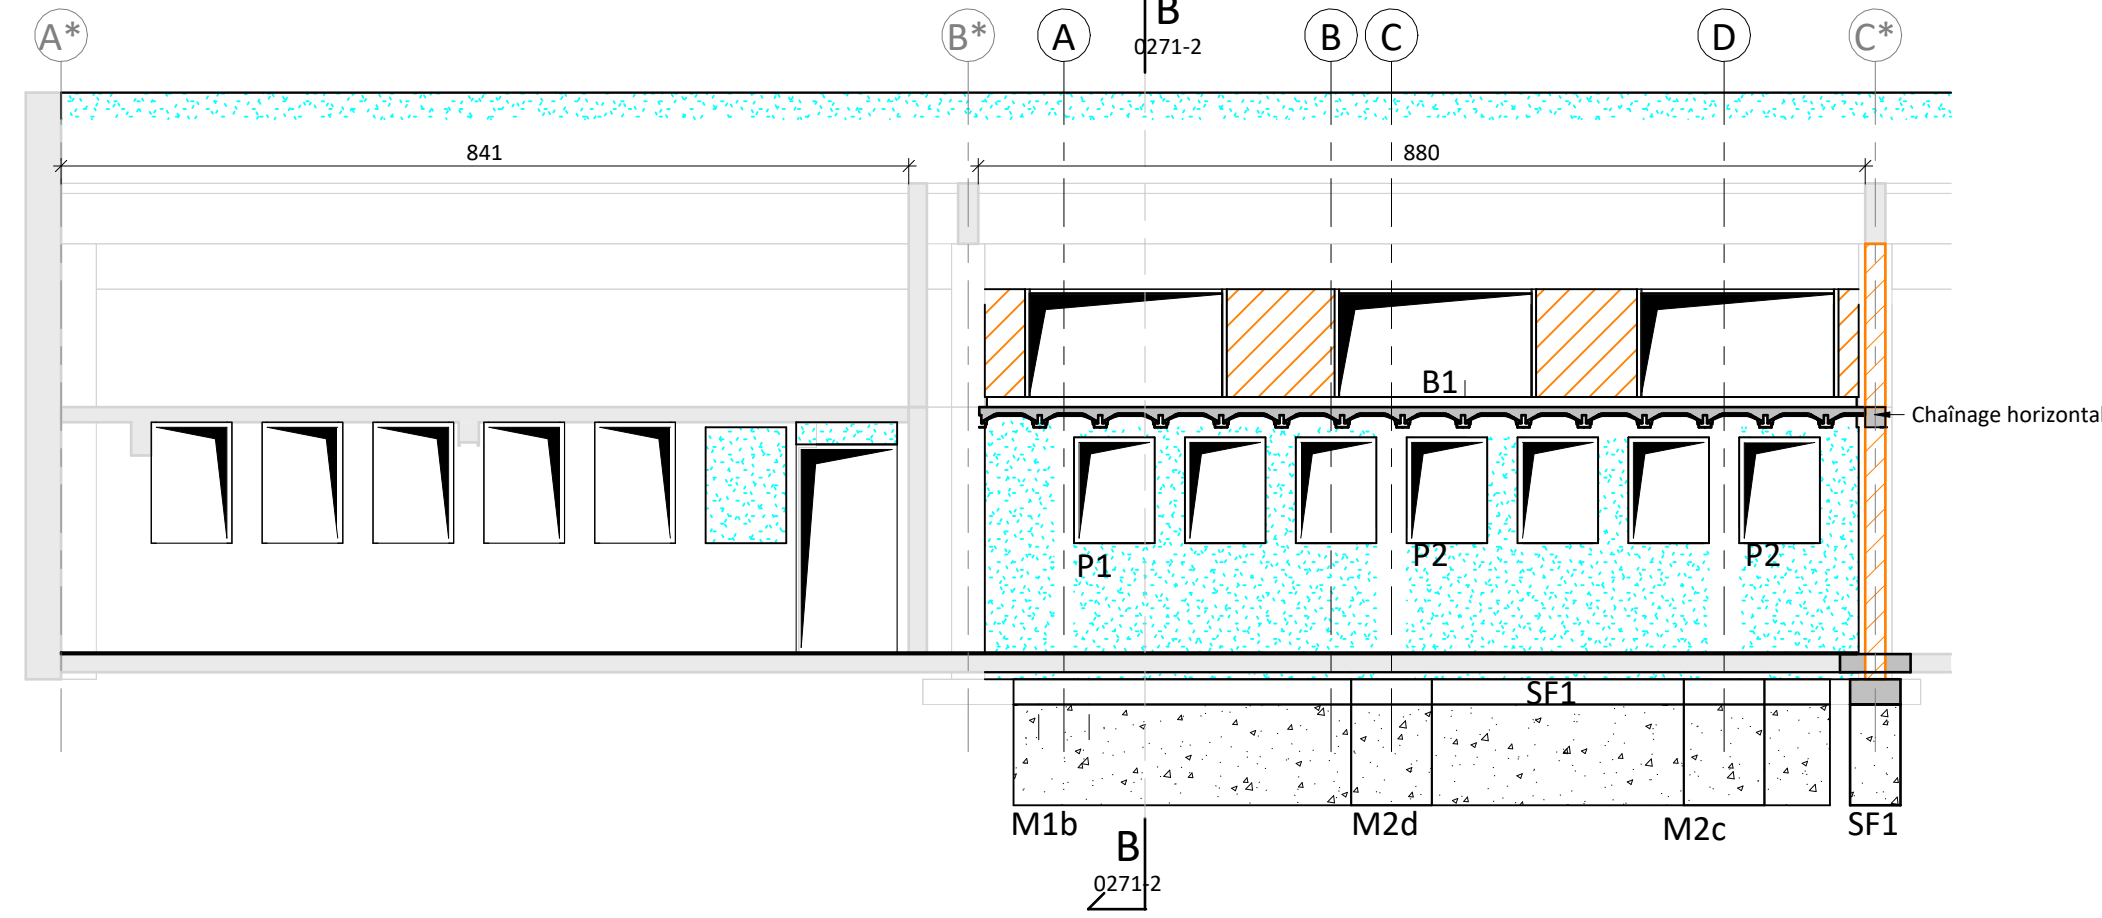 B
0271-2
A*
B*
A
B
C
D
C*
841
880
B1
Chaînage horizontal
P1
P2
P2
SF1
M1b
M2d
M2c
SF1
B
0271-2